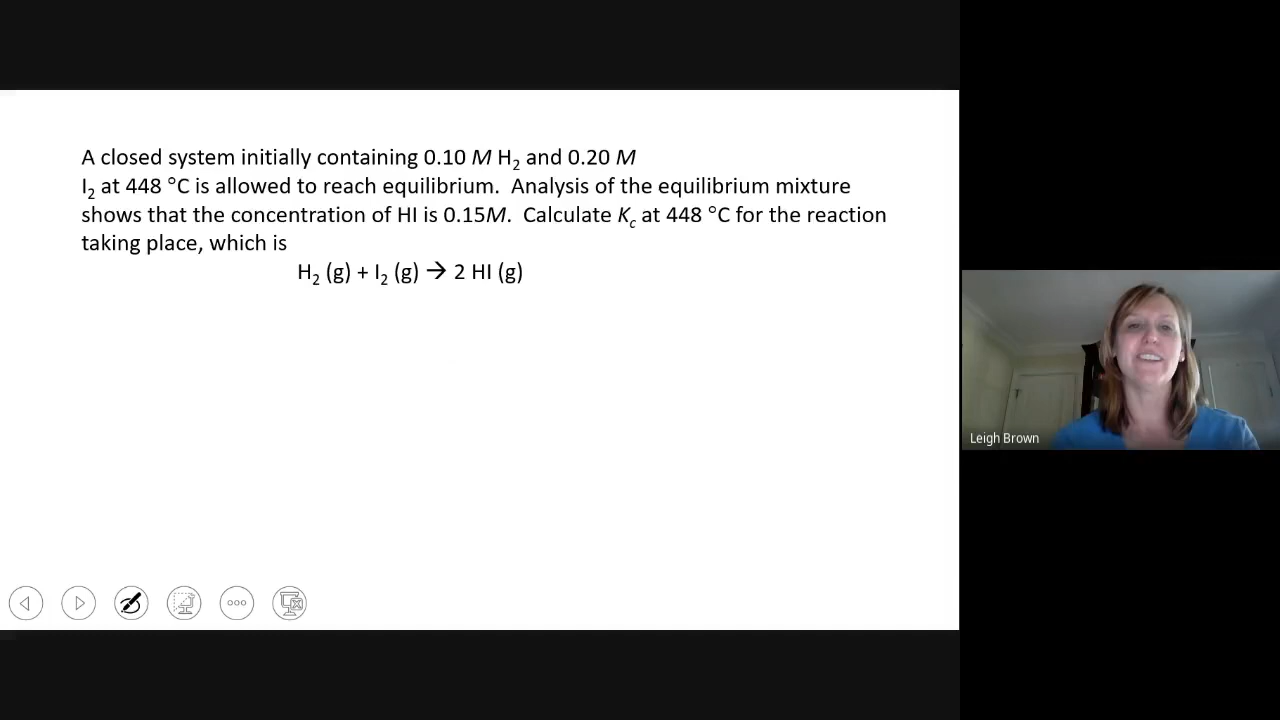 A closed system initially containing 0.10 M H₂ and 0.20 M
I₂ at 448 °C is allowed to reach equilibrium.  Analysis of the equilibrium mixture
shows that the concentration of HI is 0.15M.  Calculate K꜀ at 448 °C for the reaction
taking place, which is
H₂ (g) + I₂ (g) → 2 HI (g)
Leigh Brown